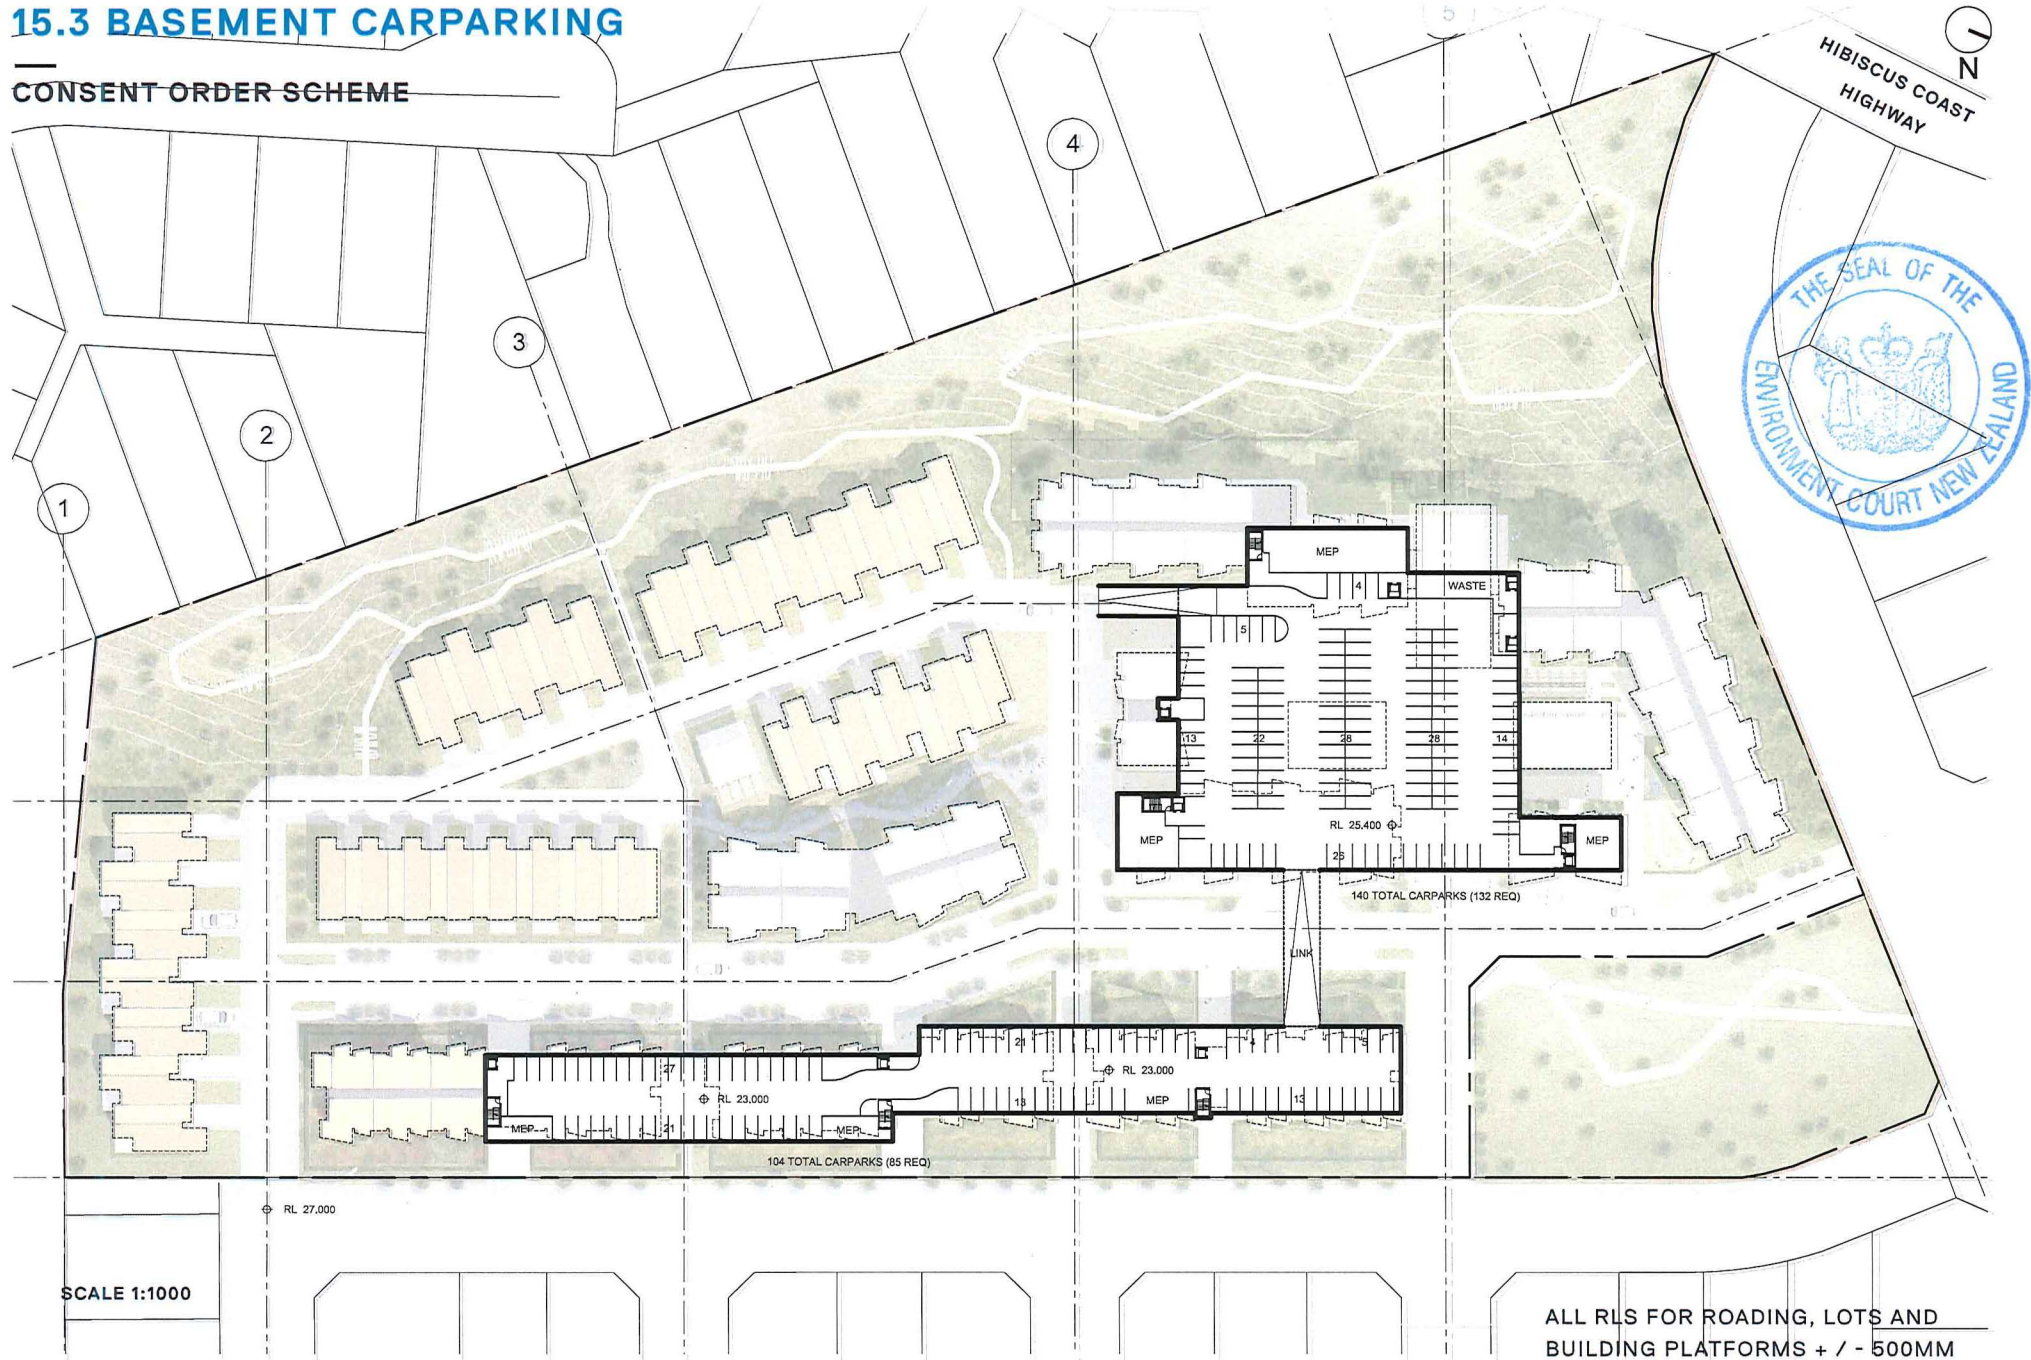 15.3 BASEMENT CARPARKING
CONSENT ORDER SCHEME
5
HIBISCUS COAST
HIGHWAY
N
4
3
2
1
THE SEAL OF THE
ENVIRONMENT COURT NEW ZEALAND
MEP
4
WASTE
5
13
22
28
28
14
RL 25.400
MEP
26
MEP
140 TOTAL CARPARKS (132 REQ)
LINK
21
4
5
27
RL 23.000
RL 23.000
MEP
13
MEP
21
MEP
104 TOTAL CARPARKS (85 REQ)
RL 27.000
SCALE 1:1000
ALL RLS FOR ROADING, LOTS AND
BUILDING PLATFORMS + / - 500MM